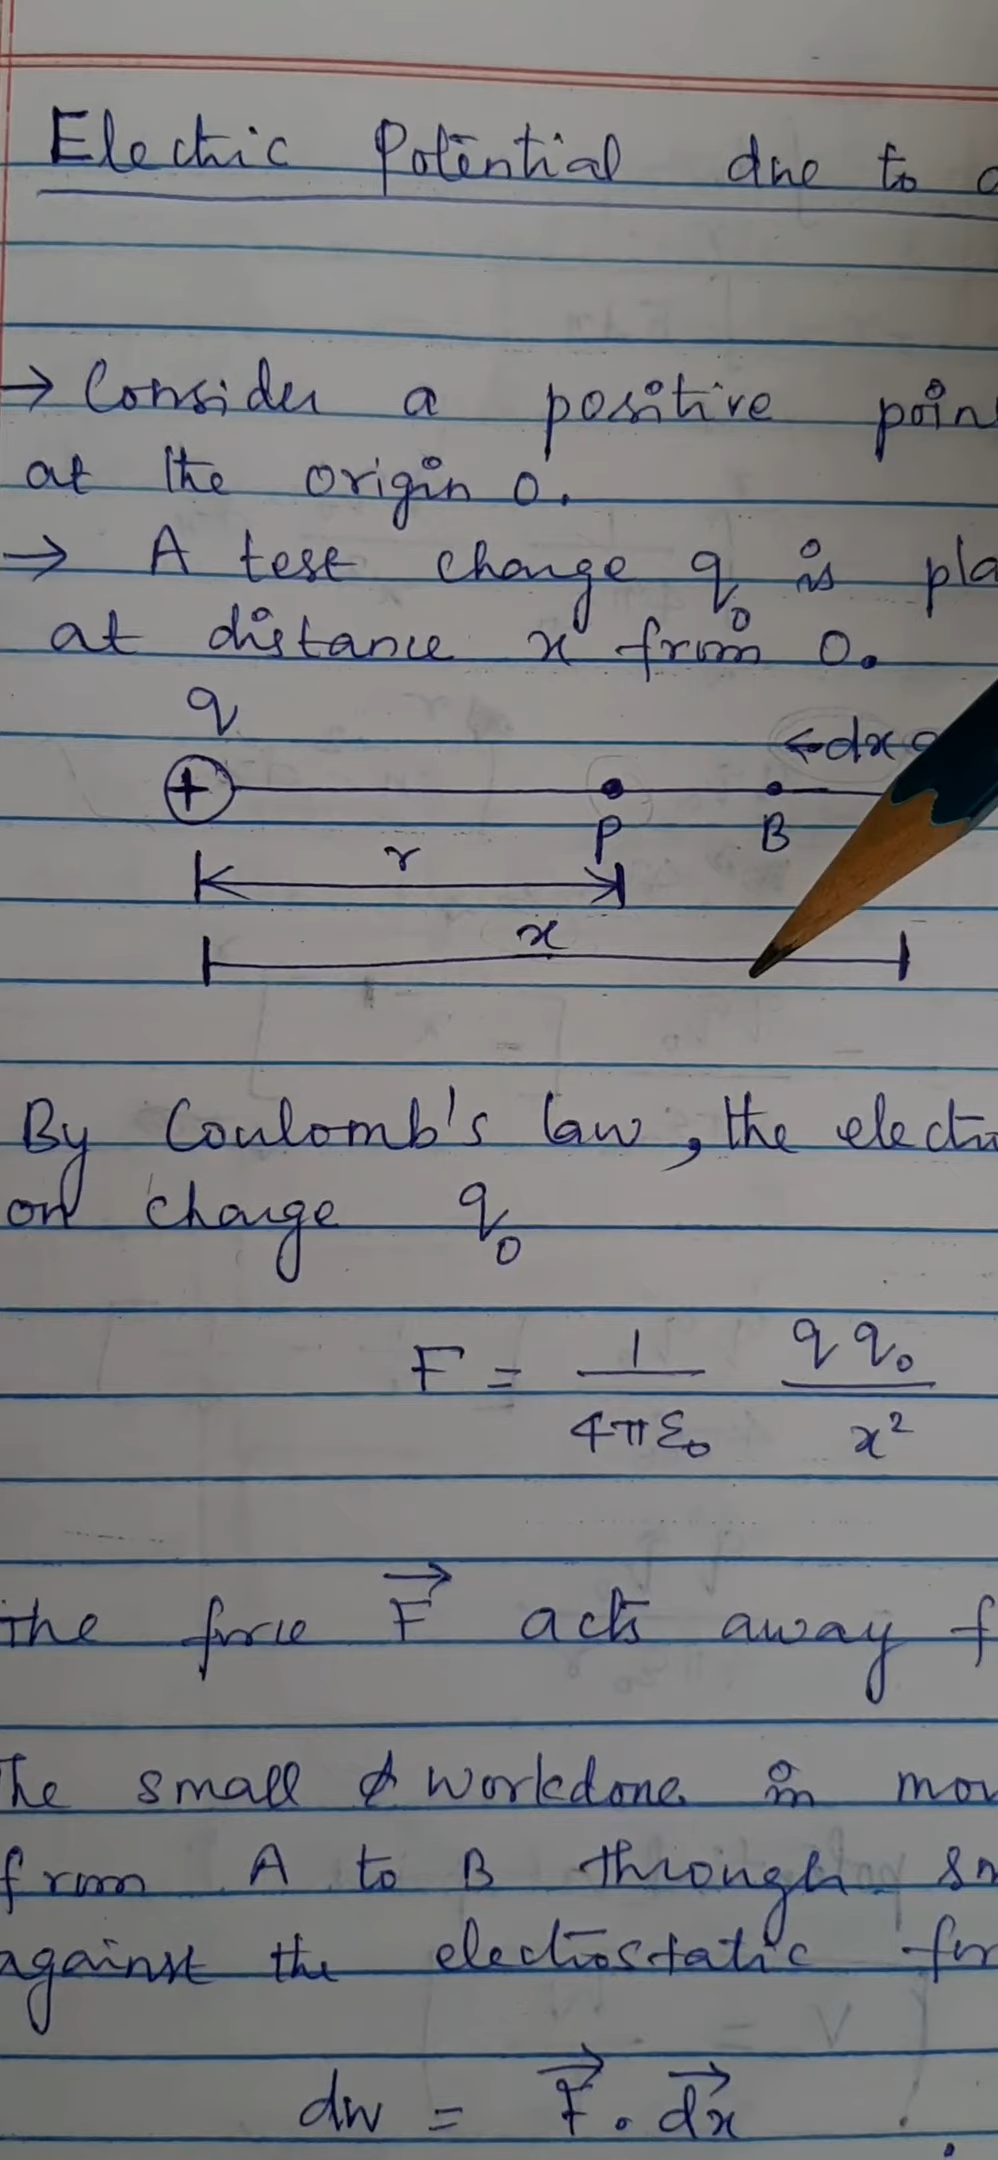 Electric Potential due to
→ Consider a positive poin
at the origin O.
→ A test charge q₀ is pla
at distance x from O.
q
←dx
+
P B
r
x
By Coulomb's law, the electr
on charge q₀
F = 1/4πε₀ q q₀/x²
The force F⃗ acts away f
The small workdone in mov
from A to B through sm
against the electrostatic for
dw = F⃗ . dx⃗